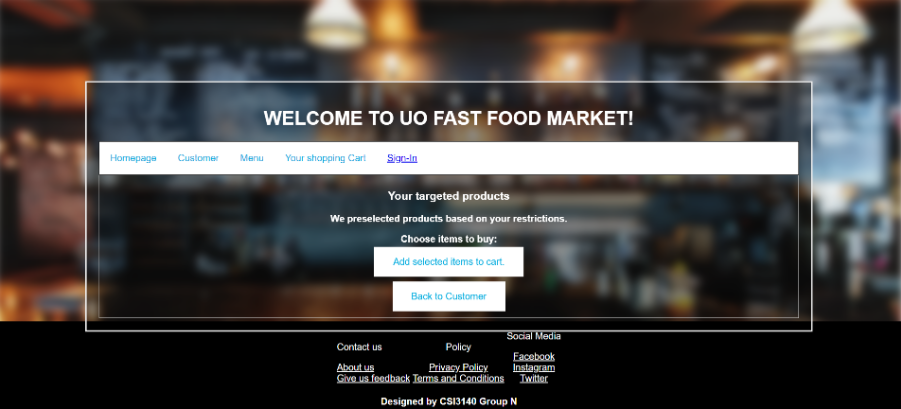 WELCOME TO UO FAST FOOD MARKET!
Homepage Customer Menu Your shopping Cart Sign-In
Your targeted products
We preselected products based on your restrictions.
Choose items to buy:
Add selected items to cart.
Back to Customer
Contact us
About us
Give us feedback
Policy
Privacy Policy
Terms and Conditions
Social Media
Facebook
Instagram
Twitter
Designed by CSI3140 Group N